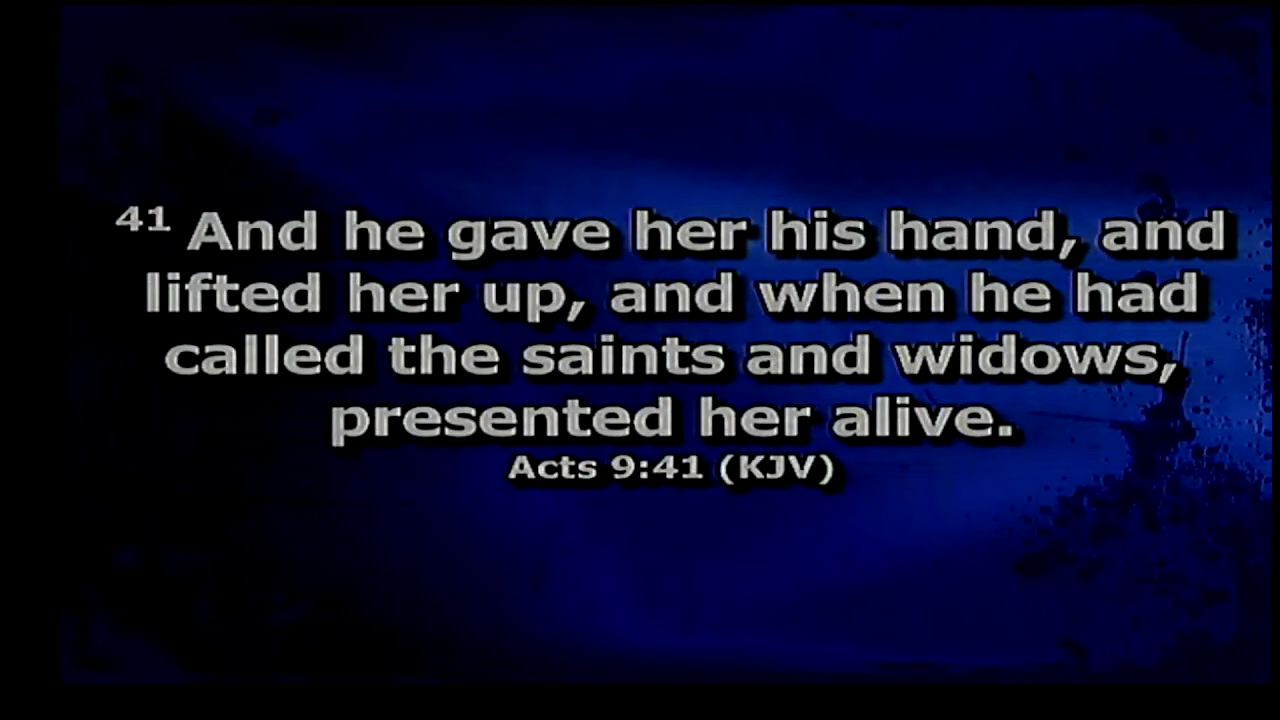 41 And he gave her his hand, and
lifted her up, and when he had
called the saints and widows,
presented her alive.
Acts 9:41 (KJV)